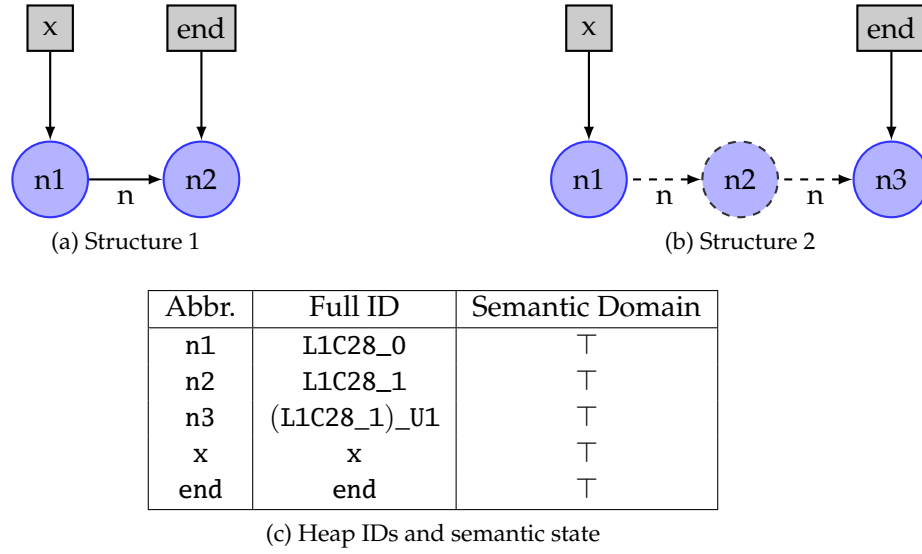 x end x end
n1 n2 n1 n2 n3
n n n
(a) Structure 1 (b) Structure 2
Abbr. Full ID Semantic Domain
n1 L1C28_0 ⊤
n2 L1C28_1 ⊤
n3 (L1C28_1)_U1 ⊤
x x ⊤
end end ⊤
(c) Heap IDs and semantic state